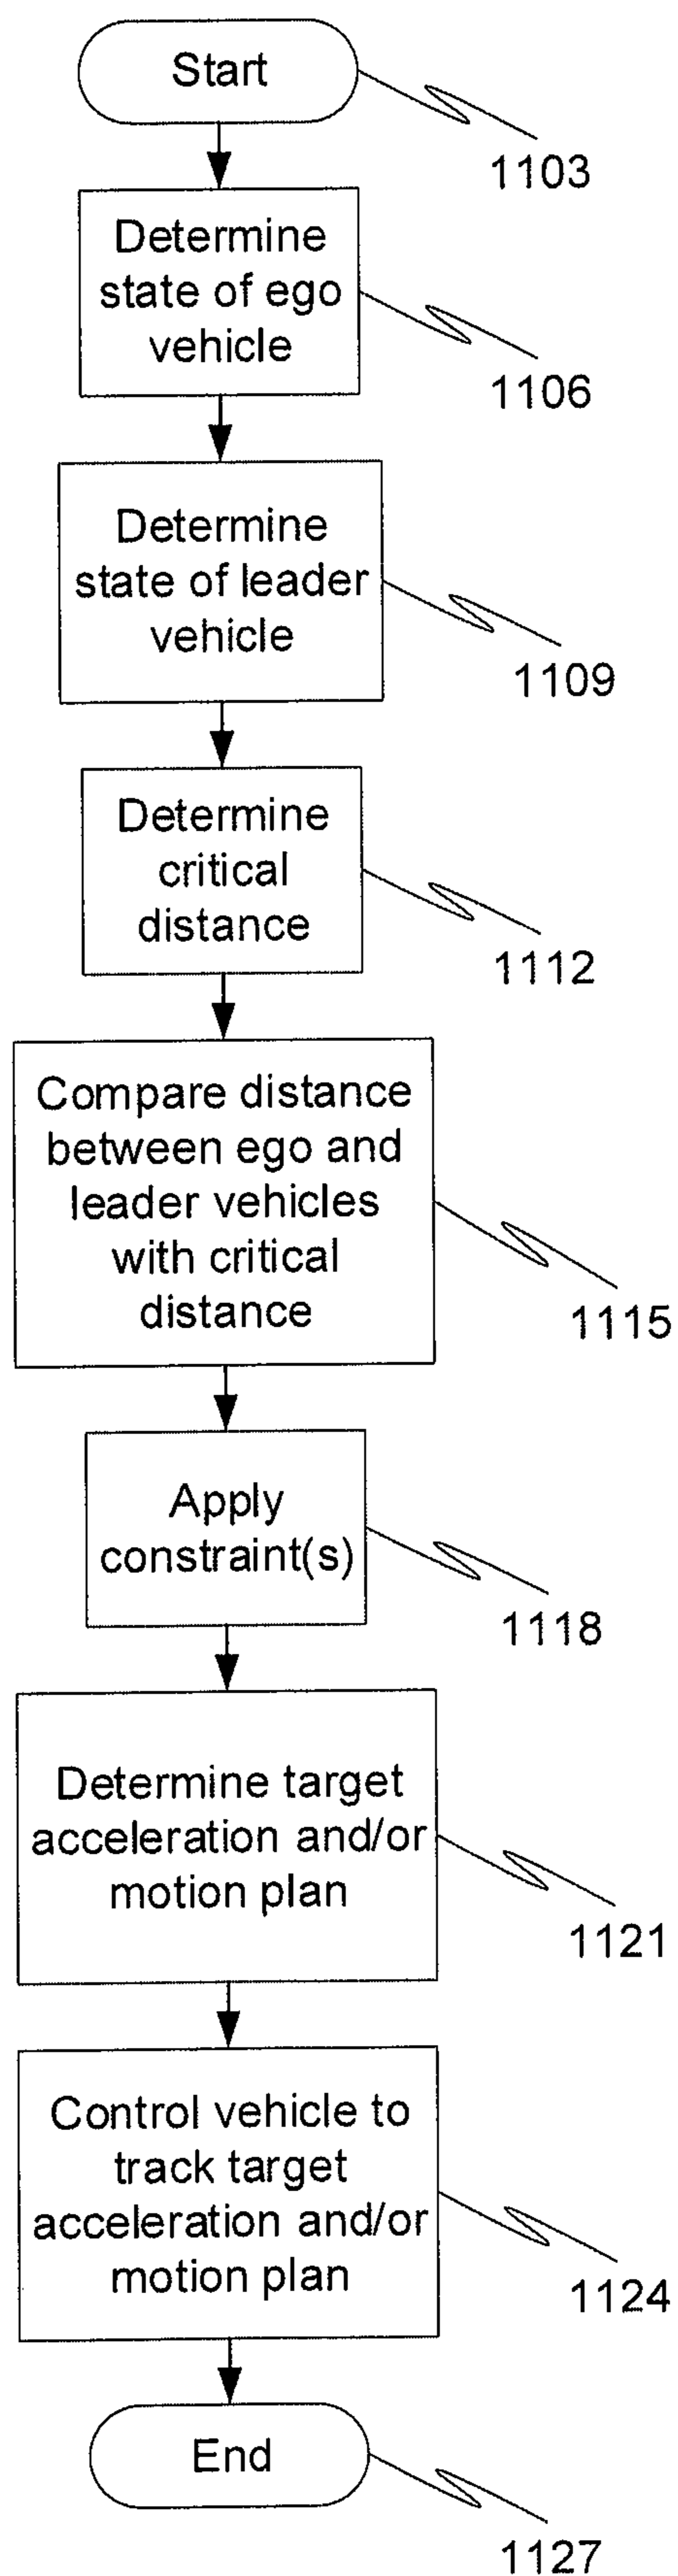 Start
1103
Determine
state of ego
vehicle
1106
Determine
state of leader
vehicle
1109
Determine
critical
distance
1112
Compare distance
between ego and
leader vehicles
with critical
distance
1115
Apply
constraint(s)
1118
Determine target
acceleration and/or
motion plan
1121
Control vehicle to
track target
acceleration and/or
motion plan
1124
End
1127